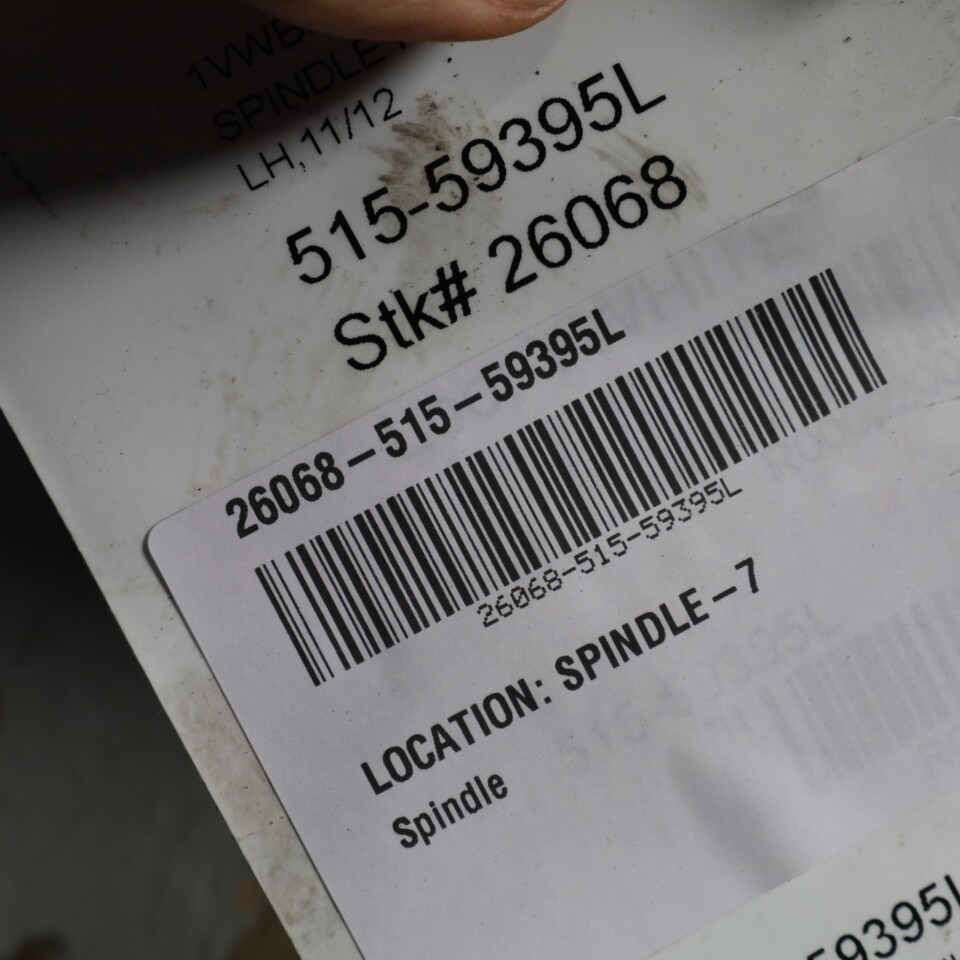 SPINDLE
LH,11/12
515-59395L
Stk# 26068
WHITE
26068-515-59395L
26068-515-59395L
LOCATION: SPINDLE-7
Spindle
59395L